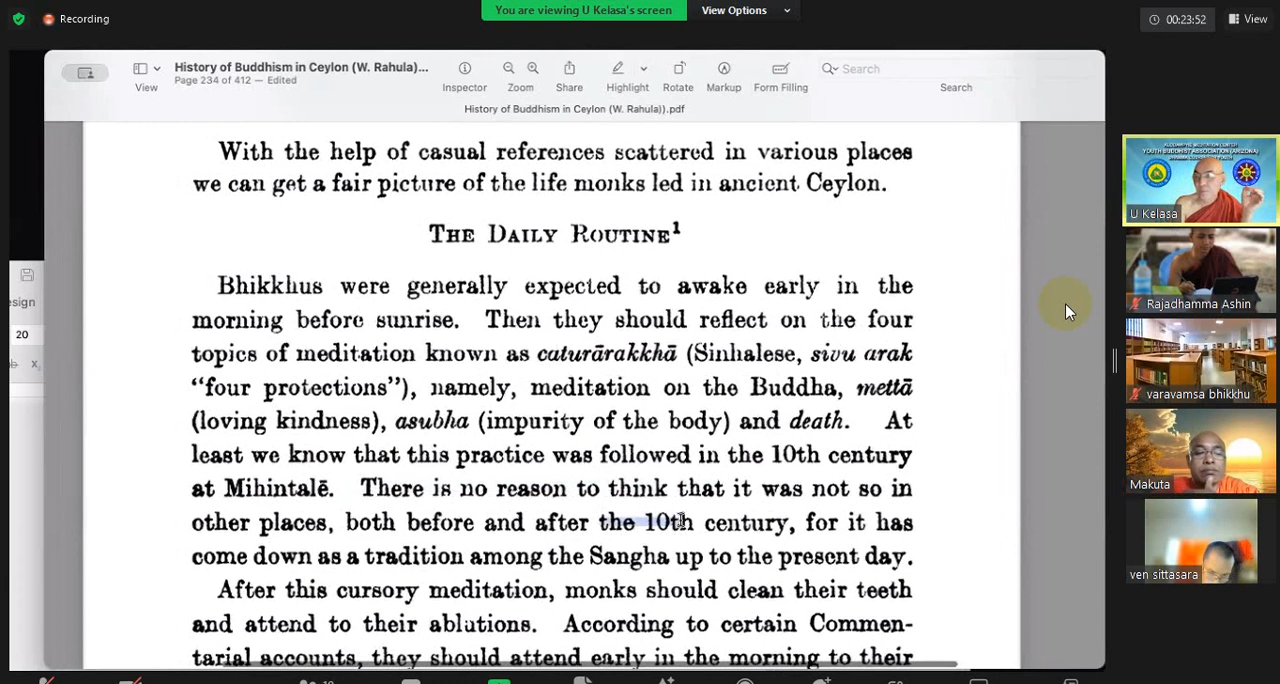 You are viewing U Kelasa's screen
View Options
Recording
00:23:52
View
History of Buddhism in Ceylon (W. Rahula)...
Page 234 of 412 — Edited
View
Inspector
Zoom
Share
Highlight
Rotate
Markup
Form Filling
Search
Search
History of Buddhism in Ceylon (W. Rahula)).pdf
With the help of casual references scattered in various places
we can get a fair picture of the life monks led in ancient Ceylon.
THE DAILY ROUTINE¹
Bhikkhus were generally expected to awake early in the
morning before sunrise. Then they should reflect on the four
topics of meditation known as caturārakkhā (Sinhalese, sivu arak
“four protections”), namely, meditation on the Buddha, mettā
(loving kindness), asubha (impurity of the body) and death. At
least we know that this practice was followed in the 10th century
at Mihintalē. There is no reason to think that it was not so in
other places, both before and after the 10th century, for it has
come down as a tradition among the Sangha up to the present day.
After this cursory meditation, monks should clean their teeth
and attend to their ablutions. According to certain Commen-
tarial accounts, they should attend early in the morning to their
esign
20
YOUTH BUDDHIST ASSOCIATION (ARIZONA)
U Kelasa
Rajadhamma Ashin
varavamsa bhikkhu
Makuta
ven sittasara